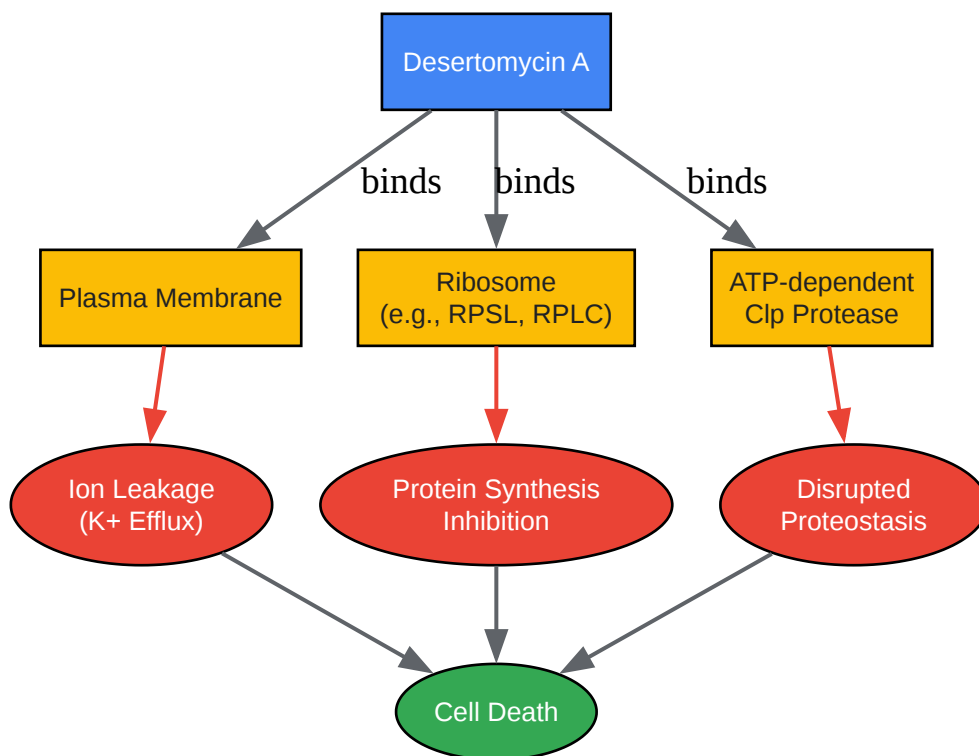 Desertomycin A
binds
binds
binds
Plasma Membrane
Ribosome
(e.g., RPSL, RPLC)
ATP-dependent
Clp Protease
Ion Leakage
(K+ Efflux)
Protein Synthesis
Inhibition
Disrupted
Proteostasis
Cell Death